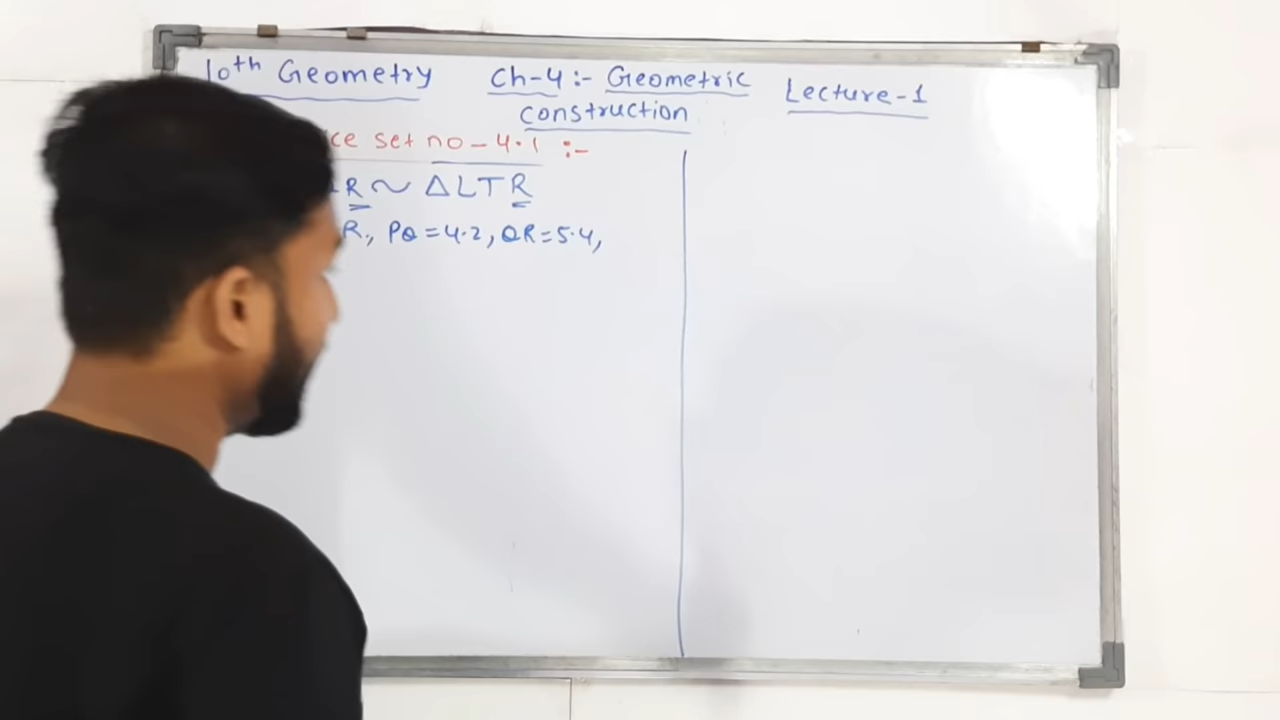 10th Geometry Ch-4 :- Geometric construction Lecture-1
set no - 4.1 :-
R ~ ΔLTR
R., PQ = 4.2, QR = 5.4,